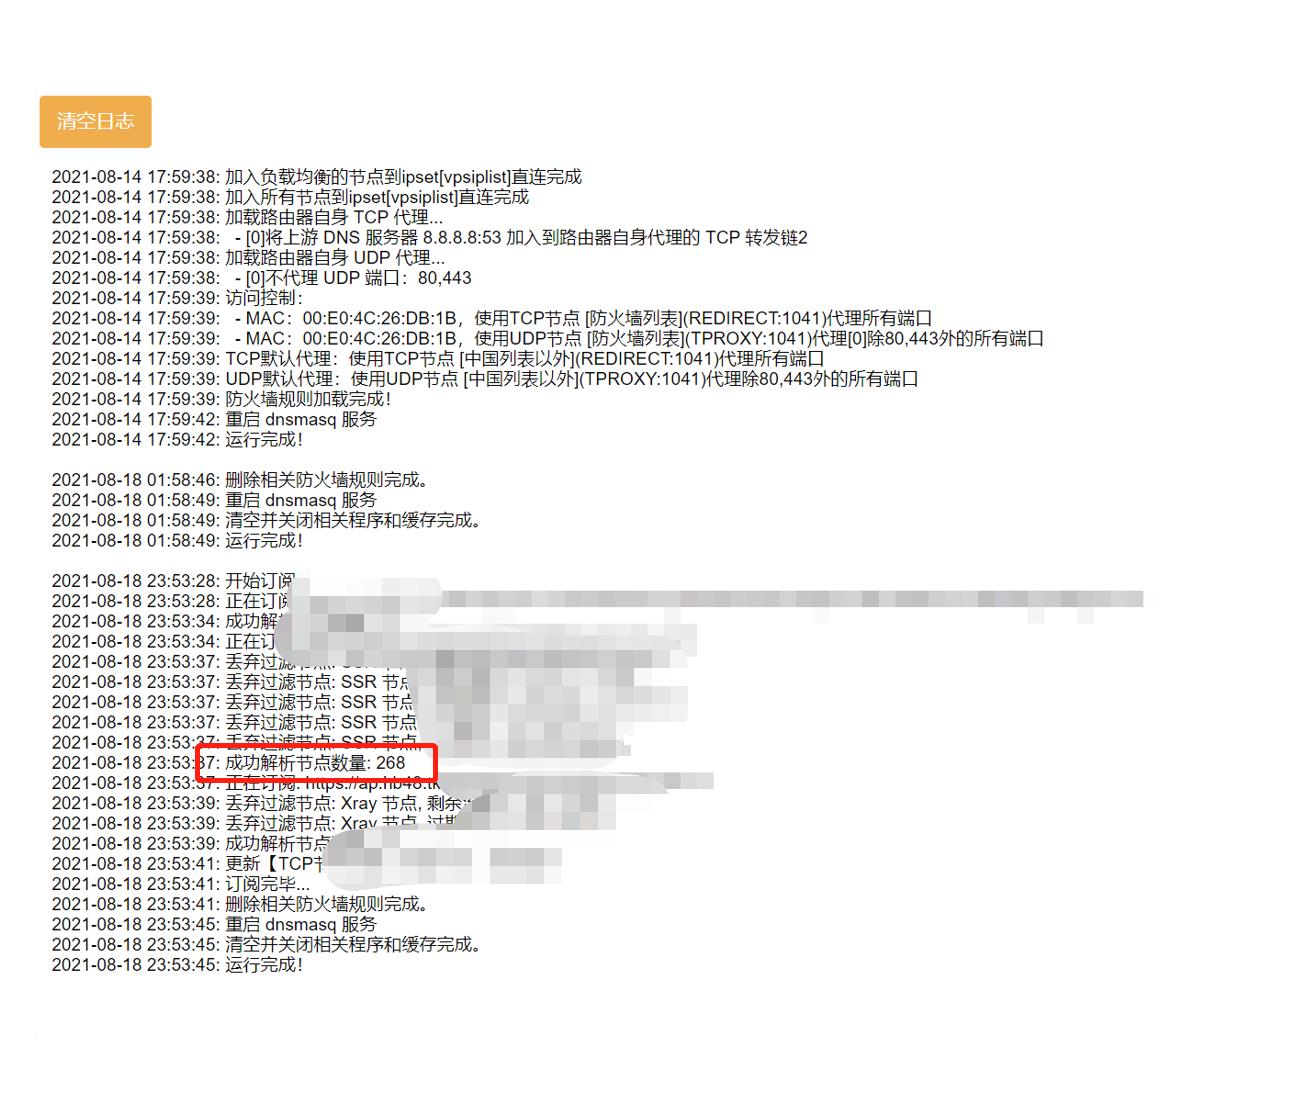 清空日志
2021-08-14 17:59:38: 加入负载均衡的节点到ipset[vpsiplist]直连完成
2021-08-14 17:59:38: 加入所有节点到ipset[vpsiplist]直连完成
2021-08-14 17:59:38: 加载路由器自身 TCP 代理...
2021-08-14 17:59:38: - [0]将上游 DNS 服务器 8.8.8.8:53 加入到路由器自身代理的 TCP 转发链2
2021-08-14 17:59:38: 加载路由器自身 UDP 代理...
2021-08-14 17:59:38: - [0]不代理 UDP 端口：80,443
2021-08-14 17:59:39: 访问控制：
2021-08-14 17:59:39: - MAC：00:E0:4C:26:DB:1B，使用TCP节点 [防火墙列表](REDIRECT:1041)代理所有端口
2021-08-14 17:59:39: - MAC：00:E0:4C:26:DB:1B，使用UDP节点 [防火墙列表](TPROXY:1041)代理[0]除80,443外的所有端口
2021-08-14 17:59:39: TCP默认代理：使用TCP节点 [中国列表以外](REDIRECT:1041)代理所有端口
2021-08-14 17:59:39: UDP默认代理：使用UDP节点 [中国列表以外](TPROXY:1041)代理除80,443外的所有端口
2021-08-14 17:59:39: 防火墙规则加载完成！
2021-08-14 17:59:42: 重启 dnsmasq 服务
2021-08-14 17:59:42: 运行完成！
2021-08-18 01:58:46: 删除相关防火墙规则完成。
2021-08-18 01:58:49: 重启 dnsmasq 服务
2021-08-18 01:58:49: 清空并关闭相关程序和缓存完成。
2021-08-18 01:58:49: 运行完成！
2021-08-18 23:53:28: 开始订阅
2021-08-18 23:53:28: 正在订阅
2021-08-18 23:53:34: 成功解
2021-08-18 23:53:34: 正在订
2021-08-18 23:53:37: 丢弃过滤节点:
2021-08-18 23:53:37: 丢弃过滤节点: SSR 节点
2021-08-18 23:53:37: 丢弃过滤节点: SSR 节点
2021-08-18 23:53:37: 丢弃过滤节点: SSR 节点
2021-08-18 23:53:37: 丢弃过滤节点: SSR 节点,
2021-08-18 23:53:37: 成功解析节点数量: 268
2021-08-18 23:53:37: 正在订阅:
2021-08-18 23:53:39: 丢弃过滤节点: Xray 节点, 剩余
2021-08-18 23:53:39: 丢弃过滤节点: Xray 节点,
2021-08-18 23:53:39: 成功解析节点
2021-08-18 23:53:41: 更新【TCP节
2021-08-18 23:53:41: 订阅完毕...
2021-08-18 23:53:41: 删除相关防火墙规则完成。
2021-08-18 23:53:45: 重启 dnsmasq 服务
2021-08-18 23:53:45: 清空并关闭相关程序和缓存完成。
2021-08-18 23:53:45: 运行完成！